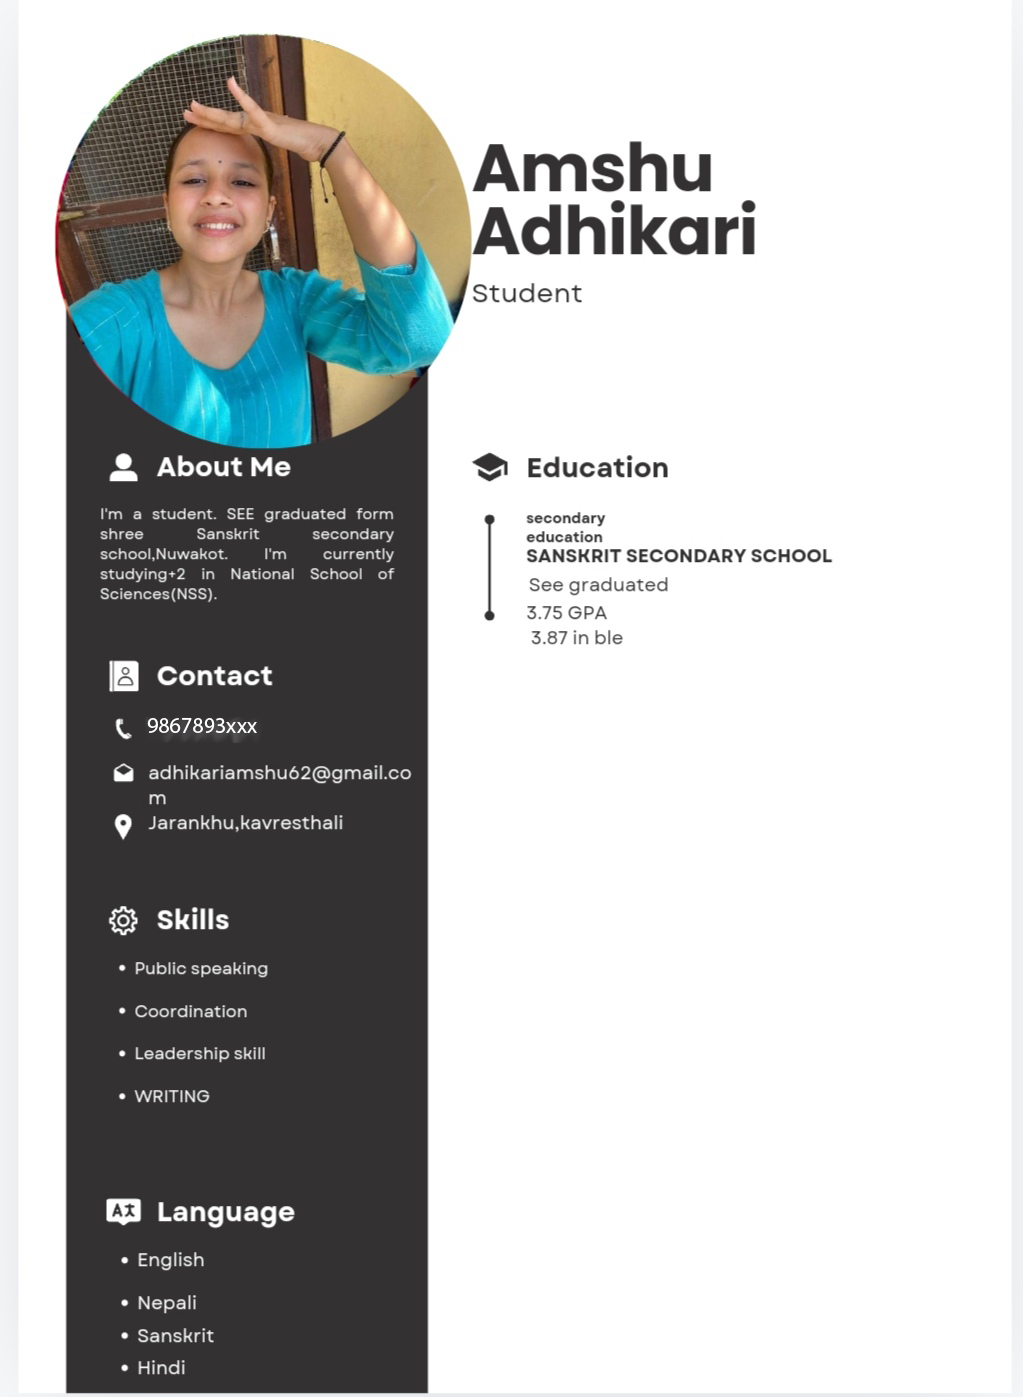 Amshu
Adhikari
Student
About Me
I'm a student. SEE graduated form
shree Sanskrit secondary
school,Nuwakot. I'm currently
studying+2 in National School of
Sciences(NSS).
Contact
9867893xxx
adhikariamshu62@gmail.co
m
Jarankhu,kavresthali
Skills
• Public speaking
• Coordination
• Leadership skill
• WRITING
Language
• English
• Nepali
• Sanskrit
• Hindi
Education
secondary
education
SANSKRIT SECONDARY SCHOOL
See graduated
3.75 GPA
3.87 in ble